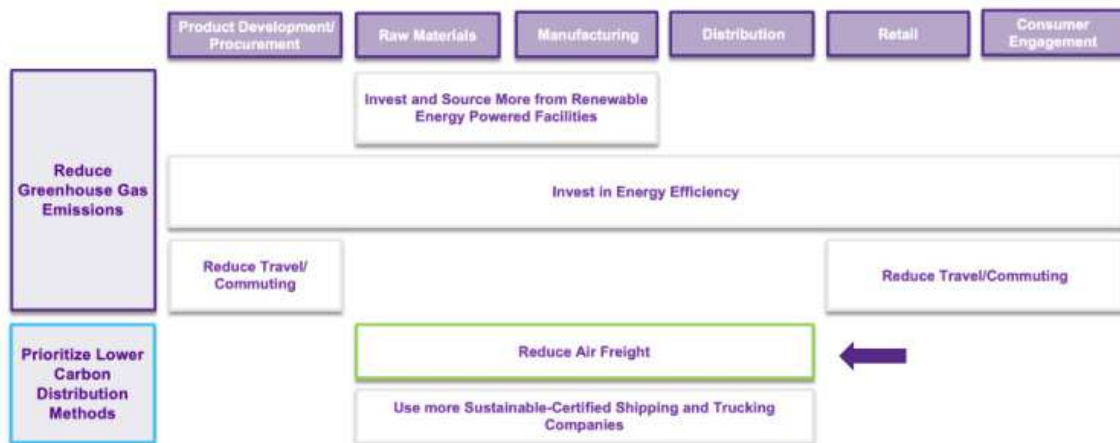 Product Development/
Procurement
Raw Materials
Manufacturing
Distribution
Retail
Consumer
Engagement
Reduce
Greenhouse Gas
Emissions
Invest and Source More from Renewable
Energy Powered Facilities
Invest in Energy Efficiency
Reduce Travel/
Commuting
Reduce Travel/Commuting
Prioritize Lower
Carbon
Distribution
Methods
Reduce Air Freight
Use more Sustainable-Certified Shipping and Trucking
Companies